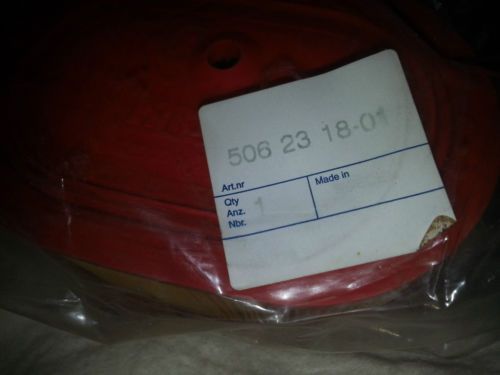 506 23 18-01
Art.nr
Qty
Made in
Anz. 1
Nbr.